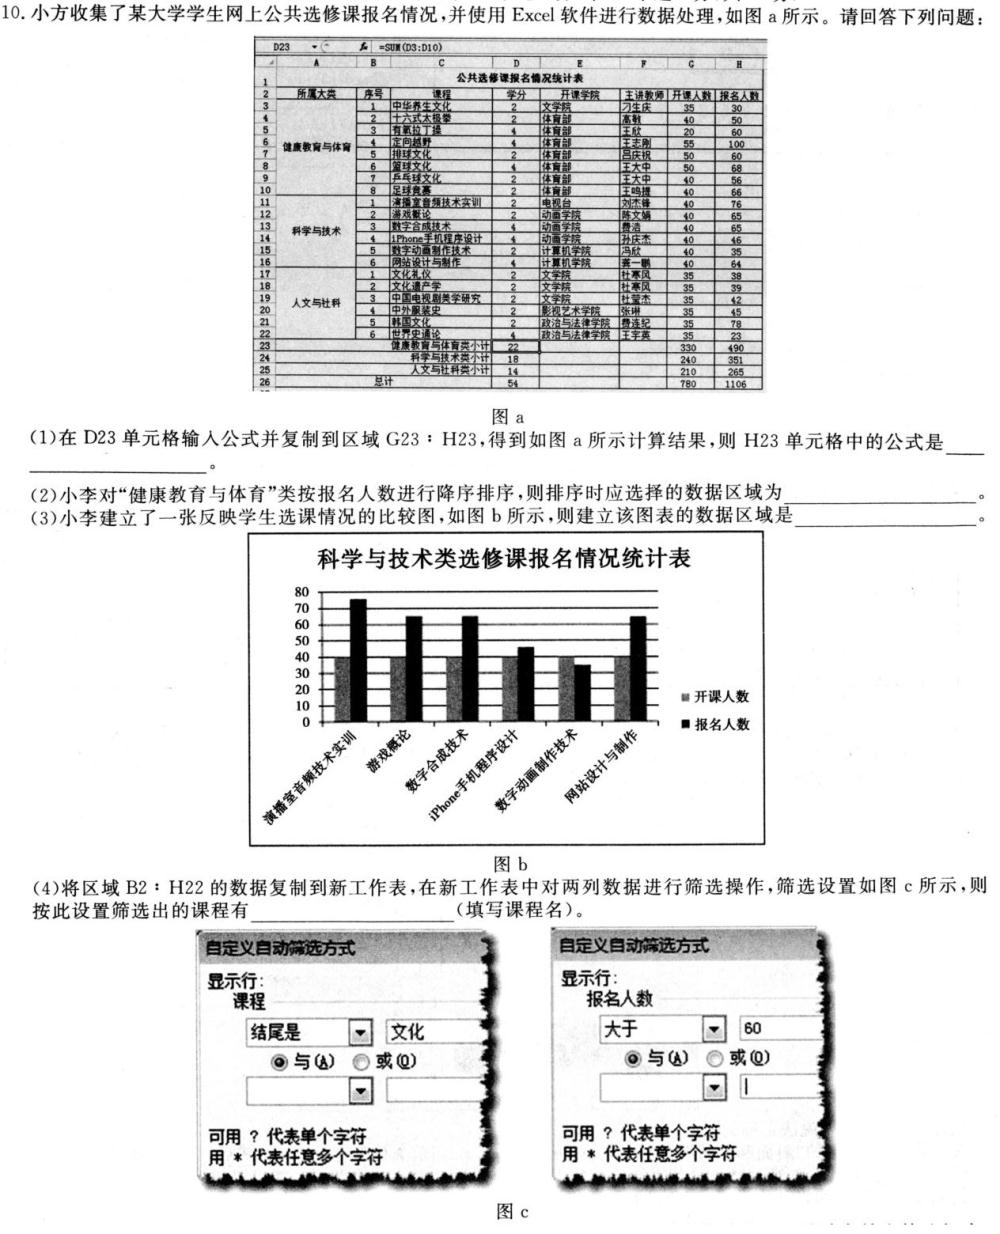 10. 小方收集了某大学学生网上公共选修课报名情况,并使用 Excel 软件进行数据处理,如图 a 所示。请回答下列问题:
D23 fx =SUM(D3:D10)
A B C D E F G H
1 公共选修课报名情况统计表
2 所属大类 序号 课程 学分 开课学院 主讲教师 开课人数 报名人数
3 1 中华养生文化 2 文学院 刁生庆 35 30
4 2 十六式太极拳 2 体育部 高戟 40 50
5 3 有氧拉丁操 4 体育部 王欣 20 60
6 4 定向越野 4 体育部 王志刚 55 100
7 健康教育与体育 5 排球文化 2 体育部 吕庆祝 50 60
8 6 篮球文化 4 体育部 王大中 50 68
9 7 乒乓球文化 2 体育部 王大中 40 56
10 8 足球竞赛 2 体育部 王鸣捷 40 66
11 1 演播室音频技术实训 2 电视台 刘杰锋 40 76
12 2 游戏概论 2 动画学院 陈文娟 40 65
13 科学与技术 3 数字合成技术 4 动画学院 费浩 40 65
14 4 iPhone手机程序设计 4 动画学院 孙庆杰 40 46
15 5 数字动画制作技术 2 计算机学院 冯欣 40 35
16 6 网站设计与制作 4 计算机学院 龚一鹏 40 64
17 1 文化礼仪 2 文学院 杜寒风 35 38
18 2 文化遗产学 2 文学院 杜寒风 35 39
19 人文与社科 3 中国电视剧美学研究 2 文学院 杜莹杰 35 42
20 4 中外服装史 2 影视艺术学院 张琳 35 45
21 5 韩国文化 2 政治与法律学院 费连纪 35 78
22 6 世界史通论 4 政治与法律学院 王宇英 35 23
23 健康教育与体育类小计 22 330 490
24 科学与技术类小计 18 240 351
25 人文与社科类小计 14 210 265
26 总计 54 780 1106
图 a
(1)在 D23 单元格输入公式并复制到区域 G23:H23,得到如图 a 所示计算结果,则 H23 单元格中的公式是____
________________。
(2)小李对“健康教育与体育”类按报名人数进行降序排序,则排序时应选择的数据区域为________________。
(3)小李建立了一张反映学生选课情况的比较图,如图 b 所示,则建立该图表的数据区域是________________。
科学与技术类选修课报名情况统计表
80
70
60
50
40
30
20
10
0
开课人数
报名人数
演播室音频技术实训
游戏概论
数字合成技术
iPhone手机程序设计
数字动画制作技术
网站设计与制作
图 b
(4)将区域 B2:H22 的数据复制到新工作表,在新工作表中对两列数据进行筛选操作,筛选设置如图 c 所示,则
按此设置筛选出的课程有________________(填写课程名)。
自定义自动筛选方式
显示行:
课程
结尾是 文化
与(A) 或(O)
可用 ? 代表单个字符
用 * 代表任意多个字符
自定义自动筛选方式
显示行:
报名人数
大于 60
与(A) 或(O)
可用 ? 代表单个字符
用 * 代表任意多个字符
图 c